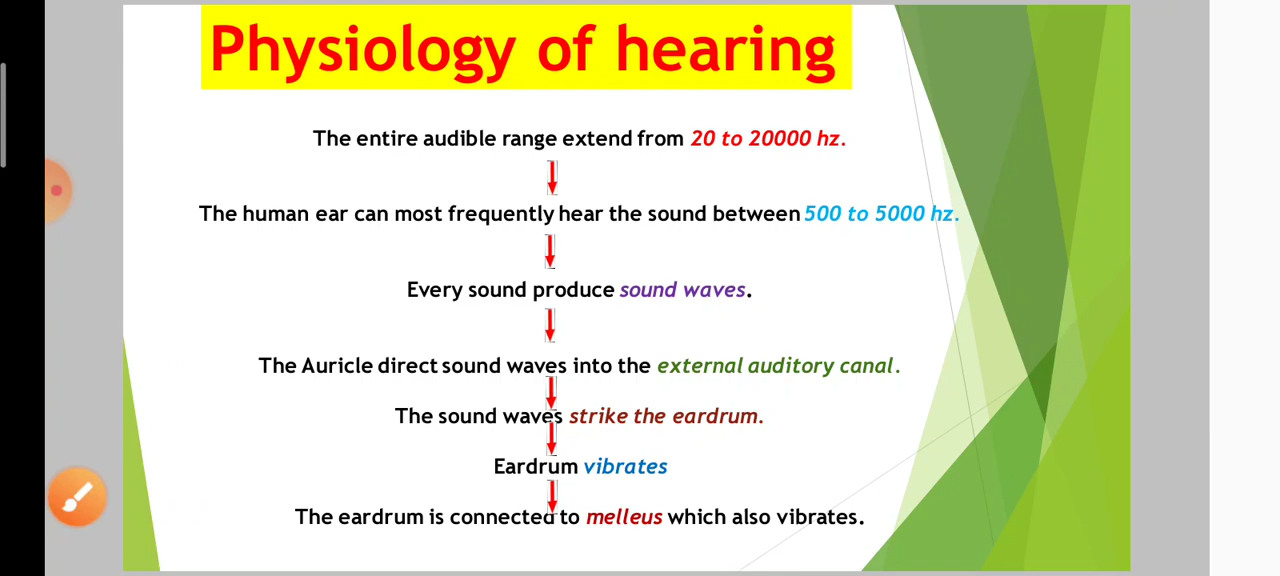 Physiology of hearing
The entire audible range extend from 20 to 20000 hz.
The human ear can most frequently hear the sound between 500 to 5000 hz.
Every sound produce sound waves.
The Auricle direct sound waves into the external auditory canal.
The sound waves strike the eardrum.
Eardrum vibrates
The eardrum is connected to melleus which also vibrates.